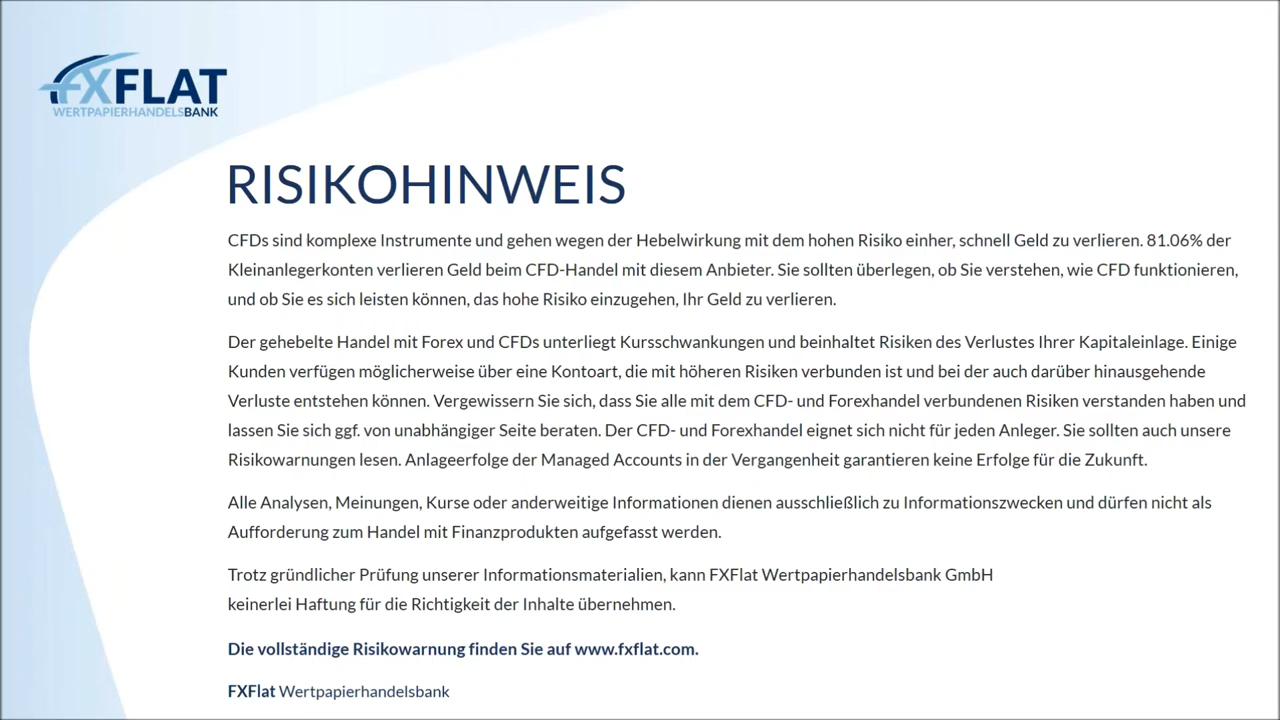 FXFLAT
WERTPAPIERHANDELSBANK
RISIKOHINWEIS
CFDs sind komplexe Instrumente und gehen wegen der Hebelwirkung mit dem hohen Risiko einher, schnell Geld zu verlieren. 81.06% der
Kleinanlegerkonten verlieren Geld beim CFD-Handel mit diesem Anbieter. Sie sollten überlegen, ob Sie verstehen, wie CFD funktionieren,
und ob Sie es sich leisten können, das hohe Risiko einzugehen, Ihr Geld zu verlieren.
Der gehebelte Handel mit Forex und CFDs unterliegt Kursschwankungen und beinhaltet Risiken des Verlustes Ihrer Kapitaleinlage. Einige
Kunden verfügen möglicherweise über eine Kontoart, die mit höheren Risiken verbunden ist und bei der auch darüber hinausgehende
Verluste entstehen können. Vergewissern Sie sich, dass Sie alle mit dem CFD- und Forexhandel verbundenen Risiken verstanden haben und
lassen Sie sich ggf. von unabhängiger Seite beraten. Der CFD- und Forexhandel eignet sich nicht für jeden Anleger. Sie sollten auch unsere
Risikowarnungen lesen. Anlageerfolge der Managed Accounts in der Vergangenheit garantieren keine Erfolge für die Zukunft.
Alle Analysen, Meinungen, Kurse oder anderweitige Informationen dienen ausschließlich zu Informationszwecken und dürfen nicht als
Aufforderung zum Handel mit Finanzprodukten aufgefasst werden.
Trotz gründlicher Prüfung unserer Informationsmaterialien, kann FXFlat Wertpapierhandelsbank GmbH
keinerlei Haftung für die Richtigkeit der Inhalte übernehmen.
Die vollständige Risikowarnung finden Sie auf www.fxflat.com.
FXFlat Wertpapierhandelsbank